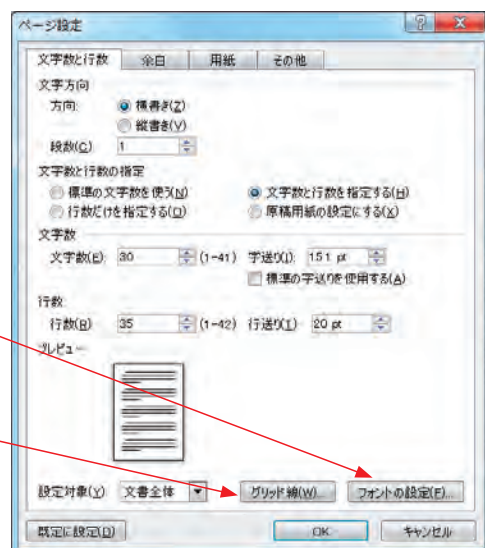 ページ設定
文字数と行数 余白 用紙 その他
文字方向
方向: 横書き(Z)
縦書き(V)
段数(C) 1
文字数と行数の指定
標準の文字数を使う(N) 文字数と行数を指定する(H)
行数だけを指定する(O) 原稿用紙の設定にする(X)
文字数
文字数(E): 30 (1-41) 字送り(I): 15.1 pt
標準の字送りを使用する(A)
行数
行数(R): 35 (1-42) 行送り(T): 20 pt
プレビュー
設定対象(Y): 文書全体 グリッド線(W)... フォントの設定(F)...
既定に設定(D) OK キャンセル